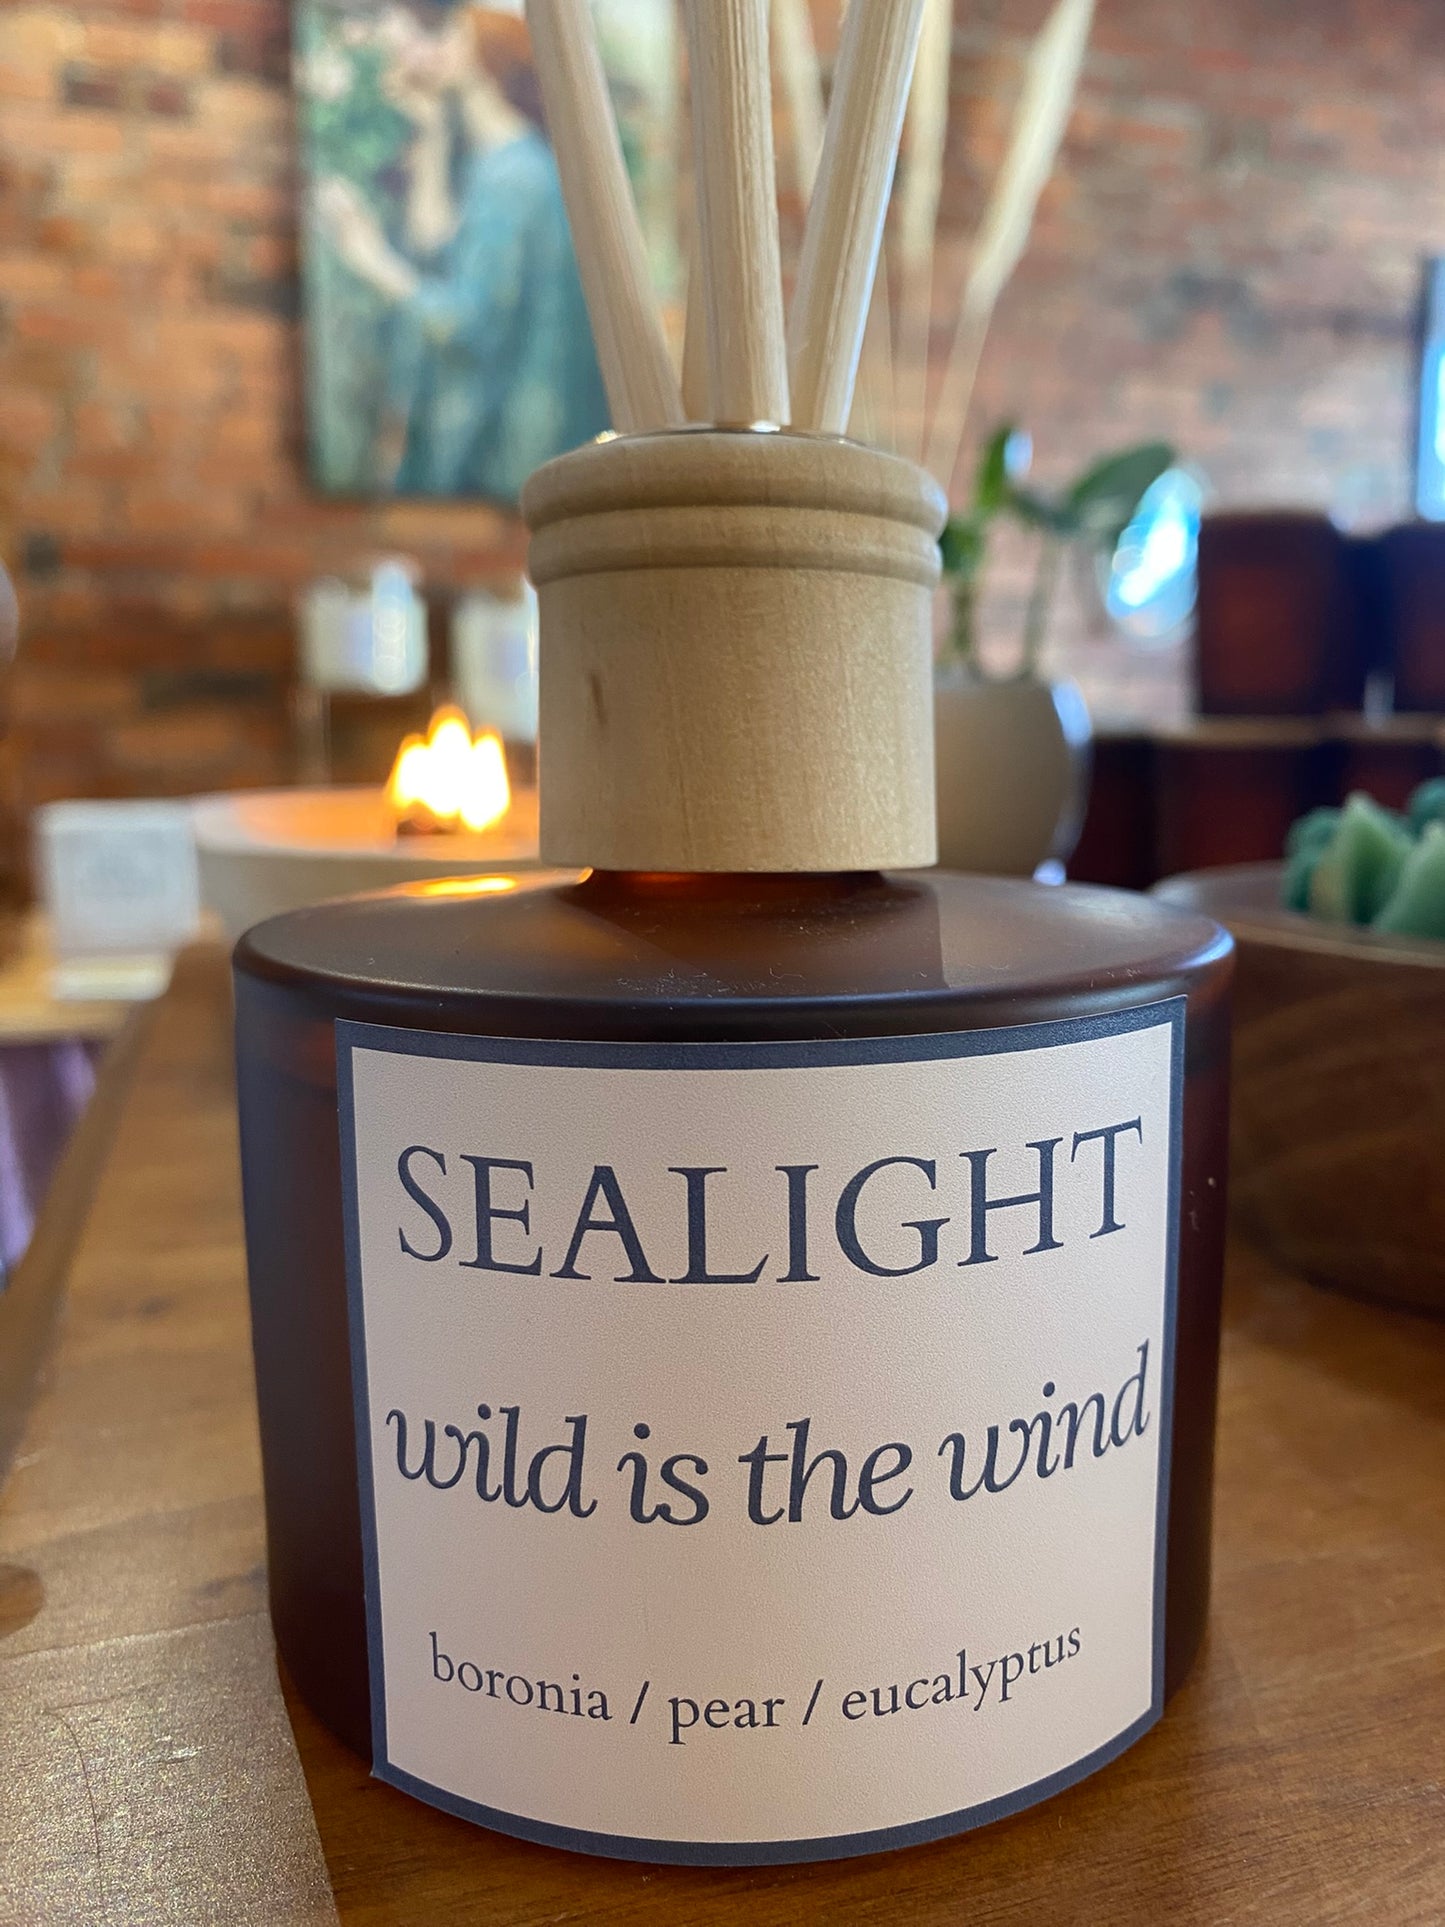 SEALIGHT
wild is the wind
boronia / pear / eucalyptus